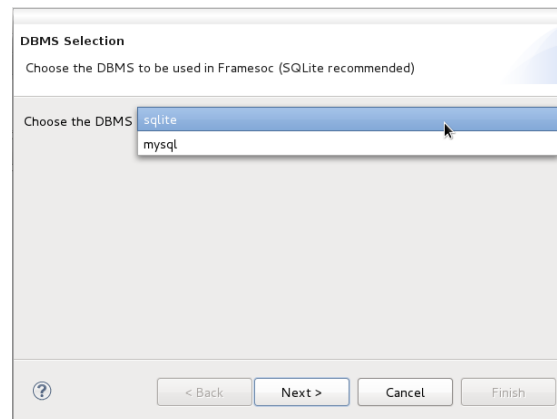 DBMS Selection
Choose the DBMS to be used in Framesoc (SQLite recommended)
Choose the DBMS sqlite
mysql
? < Back Next > Cancel Finish